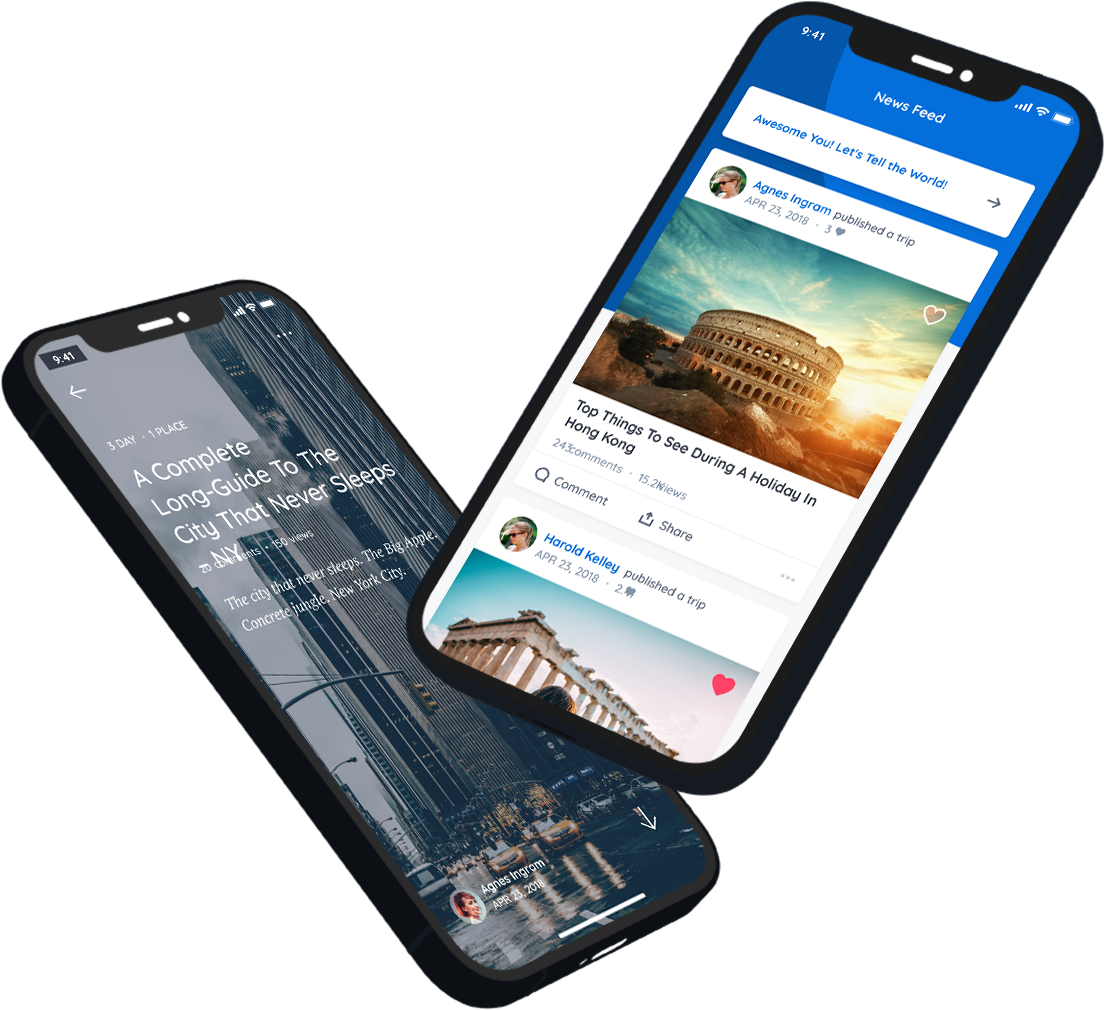 9:41
3 DAY · 1 PLACE
A Complete
Long-Guide To The
City That Never Sleeps
NY
20 comments • 150 views
The city that never sleeps. The Big Apple.
Concrete jungle. New York City.
Agnes Ingram
APR 23, 2018
9:41
News Feed
Awesome You! Let's Tell the World!
Agnes Ingram published a trip
APR 23, 2018 · 3
Top Things To See During A Holiday In
Hong Kong
243comments · 15.2kviews
Comment Share
Harold Kelley published a trip
APR 23, 2018 · 2.